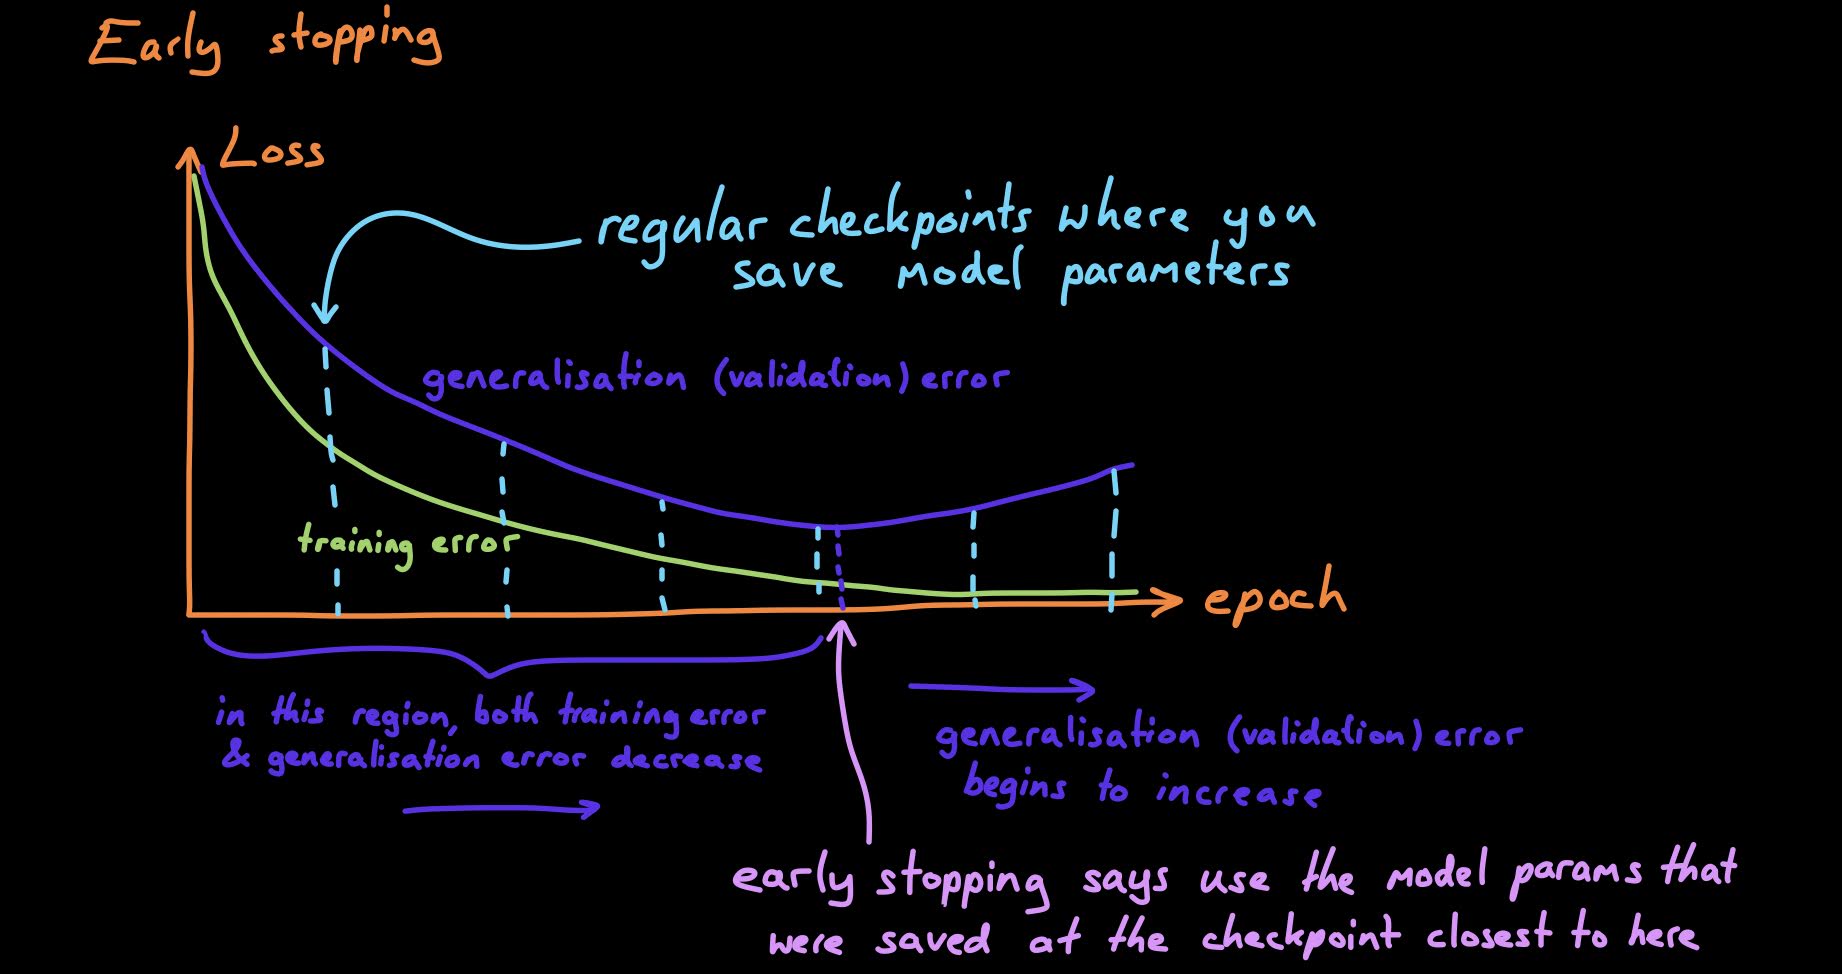 Early stopping
Loss
regular checkpoints where you
save model parameters
generalisation (validation) error
training error
epoch
in this region, both training error
& generalisation error decrease
generalisation (validation) error
begins to increase
early stopping says use the model params that
were saved at the checkpoint closest to here